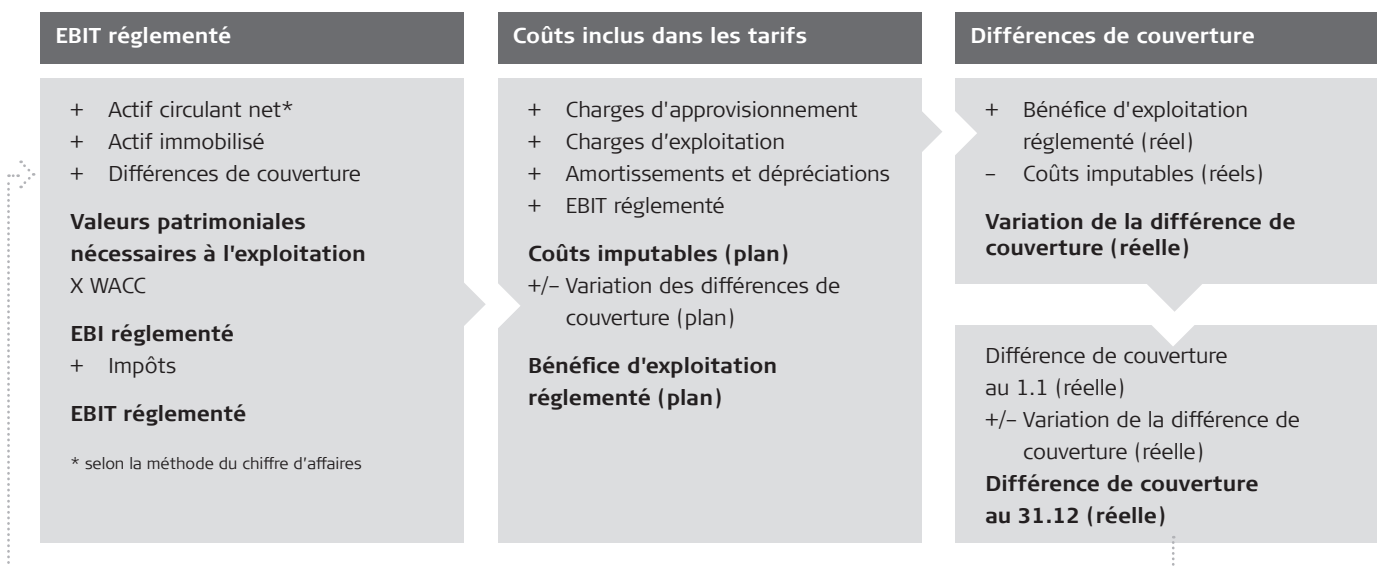 EBIT réglementé
+ Actif circulant net*
+ Actif immobilisé
+ Différences de couverture
Valeurs patrimoniales
nécessaires à l'exploitation
X WACC
EBI réglementé
+ Impôts
EBIT réglementé
* selon la méthode du chiffre d'affaires
Coûts inclus dans les tarifs
+ Charges d'approvisionnement
+ Charges d'exploitation
+ Amortissements et dépréciations
+ EBIT réglementé
Coûts imputables (plan)
+/– Variation des différences de
couverture (plan)
Bénéfice d'exploitation
réglementé (plan)
Différences de couverture
+ Bénéfice d'exploitation
réglementé (réel)
– Coûts imputables (réels)
Variation de la différence de
couverture (réelle)
Différence de couverture
au 1.1 (réelle)
+/– Variation de la différence de
couverture (réelle)
Différence de couverture
au 31.12 (réelle)